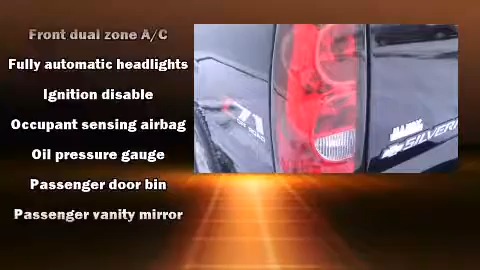 Front dual zone A/C
Fully automatic headlights
Ignition disable
Occupant sensing airbag
Oil pressure gauge
Passenger door bin
Passenger vanity mirror
SILVER